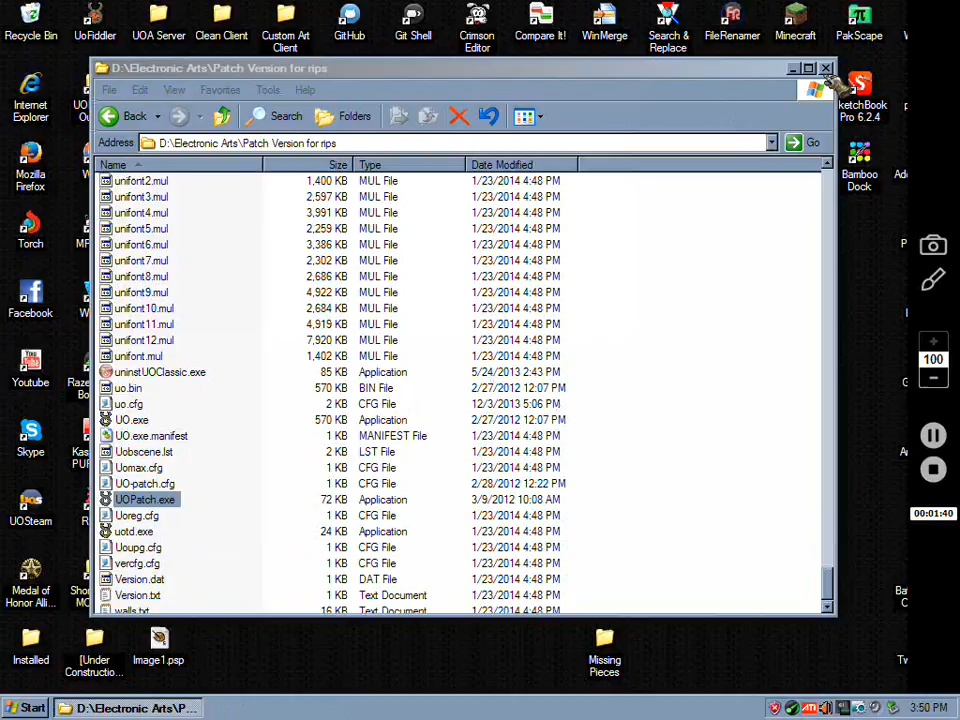 Recycle Bin
UoFiddler
UOA Server
Clean Client
Custom Art
Client
GitHub
Git Shell
Crimson
Editor
Compare It!
WinMerge
Search &
Replace
FileRenamer
Minecraft
PakScape
D:\Electronic Arts\Patch Version for rips
File Edit View Favorites Tools Help
Back Search Folders
Address D:\Electronic Arts\Patch Version for rips Go
Name Size Type Date Modified
unifont2.mul 1,400 KB MUL File 1/23/2014 4:48 PM
unifont3.mul 2,597 KB MUL File 1/23/2014 4:48 PM
unifont4.mul 3,991 KB MUL File 1/23/2014 4:48 PM
unifont5.mul 2,259 KB MUL File 1/23/2014 4:48 PM
unifont6.mul 3,386 KB MUL File 1/23/2014 4:48 PM
unifont7.mul 2,302 KB MUL File 1/23/2014 4:48 PM
unifont8.mul 2,686 KB MUL File 1/23/2014 4:48 PM
unifont9.mul 4,922 KB MUL File 1/23/2014 4:48 PM
unifont10.mul 2,684 KB MUL File 1/23/2014 4:48 PM
unifont11.mul 4,919 KB MUL File 1/23/2014 4:48 PM
unifont12.mul 7,920 KB MUL File 1/23/2014 4:48 PM
unifont.mul 1,402 KB MUL File 1/23/2014 4:48 PM
uninstUOClassic.exe 85 KB Application 5/24/2013 2:43 PM
uo.bin 570 KB BIN File 2/27/2012 12:07 PM
uo.cfg 2 KB CFG File 12/3/2013 5:06 PM
UO.exe 570 KB Application 2/27/2012 12:07 PM
UO.exe.manifest 1 KB MANIFEST File 1/23/2014 4:48 PM
Uobscene.lst 2 KB LST File 1/23/2014 4:48 PM
Uomax.cfg 1 KB CFG File 1/23/2014 4:48 PM
UO-patch.cfg 1 KB CFG File 2/28/2012 12:22 PM
UOPatch.exe 72 KB Application 3/9/2012 10:08 AM
Uoreg.cfg 1 KB CFG File 1/23/2014 4:48 PM
uotd.exe 24 KB Application 1/23/2014 4:48 PM
Uoupg.cfg 1 KB CFG File 1/23/2014 4:48 PM
vercfg.cfg 1 KB CFG File 1/23/2014 4:48 PM
Version.dat 1 KB DAT File 1/23/2014 4:48 PM
Version.txt 1 KB Text Document 1/23/2014 4:48 PM
walls.txt 16 KB Text Document 1/23/2014 4:48 PM
Internet
Explorer
Mozilla
Firefox
Torch
Facebook
You
Tube
Youtube
Skype
UOSteam
Medal of
Honor Alli...
Installed
[Under
Constructio...
Image1.psp
Missing
Pieces
ketchBook
Pro 6.2.4
Bamboo
Dock
100
00:01:40
Start
D:\Electronic Arts\P...
ATI
3:50 PM